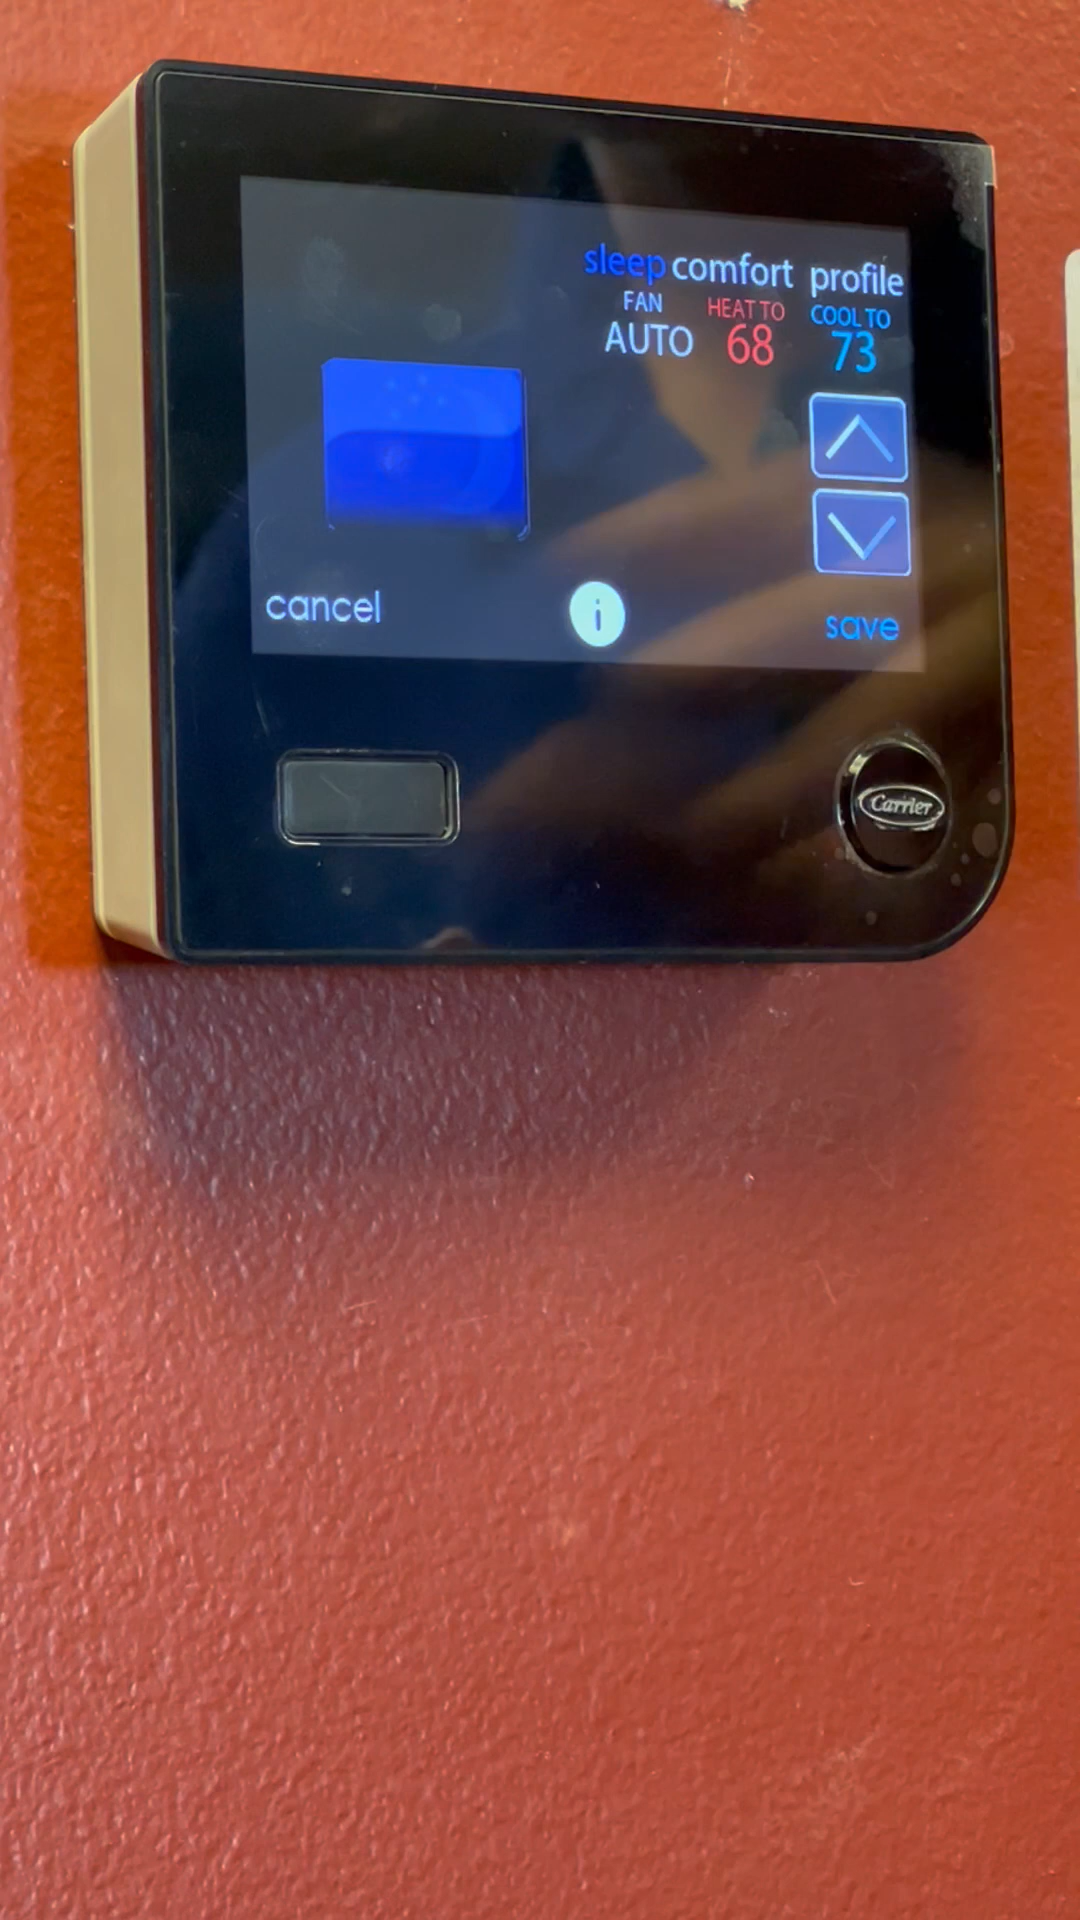 sleep comfort profile
FAN HEAT TO COOL TO
AUTO 68 73
cancel i save
Carrier